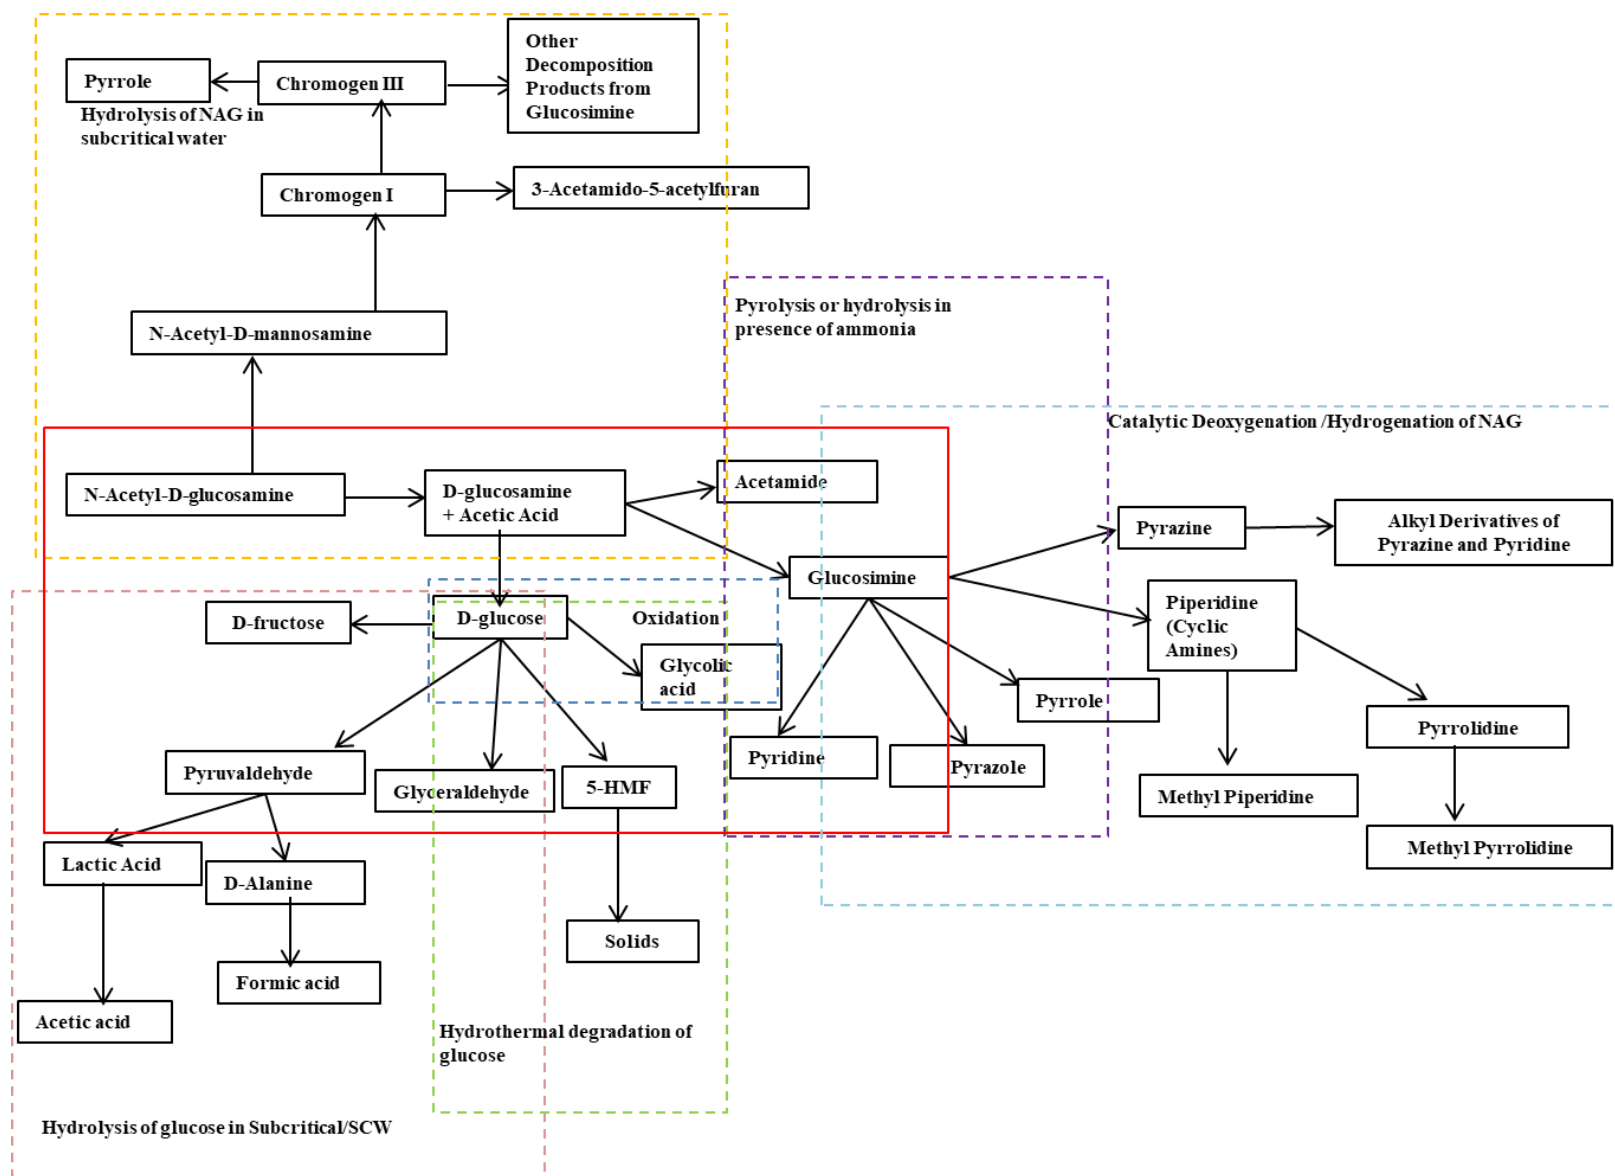 Other
Decomposition
Products from
Glucosimine
Pyrrole
Chromogen III
Hydrolysis of NAG in
subcritical water
Chromogen I
3-Acetamido-5-acetylfuran
N-Acetyl-D-mannosamine
Pyrolysis or hydrolysis in
presence of ammonia
Catalytic Deoxygenation /Hydrogenation of NAG
N-Acetyl-D-glucosamine
D-glucosamine
+ Acetic Acid
Acetamide
Pyrazine
Alkyl Derivatives of
Pyrazine and Pyridine
Glucosimine
Piperidine
(Cyclic
Amines)
D-fructose
D-glucose
Oxidation
Glycolic
acid
Pyrrole
Pyrrolidine
Pyruvaldehyde
Glyceraldehyde
5-HMF
Pyridine
Pyrazole
Methyl Piperidine
Methyl Pyrrolidine
Lactic Acid
D-Alanine
Solids
Formic acid
Acetic acid
Hydrothermal degradation of
glucose
Hydrolysis of glucose in Subcritical/SCW